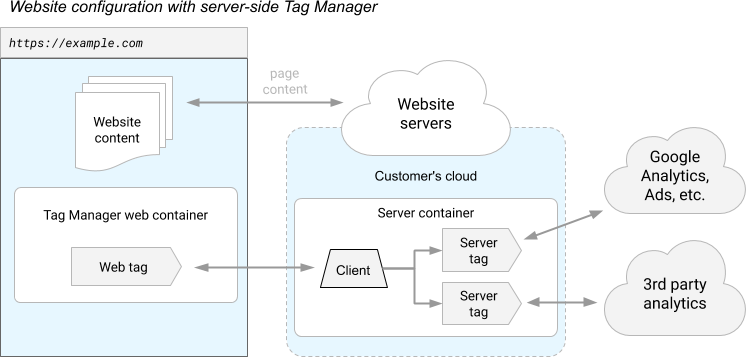 Website configuration with server-side Tag Manager
https://example.com
page
content
Website
content
Website
servers
Customer's cloud
Google
Analytics,
Ads, etc.
Tag Manager web container
Server container
Web tag
Client
Server
tag
Server
tag
3rd party
analytics